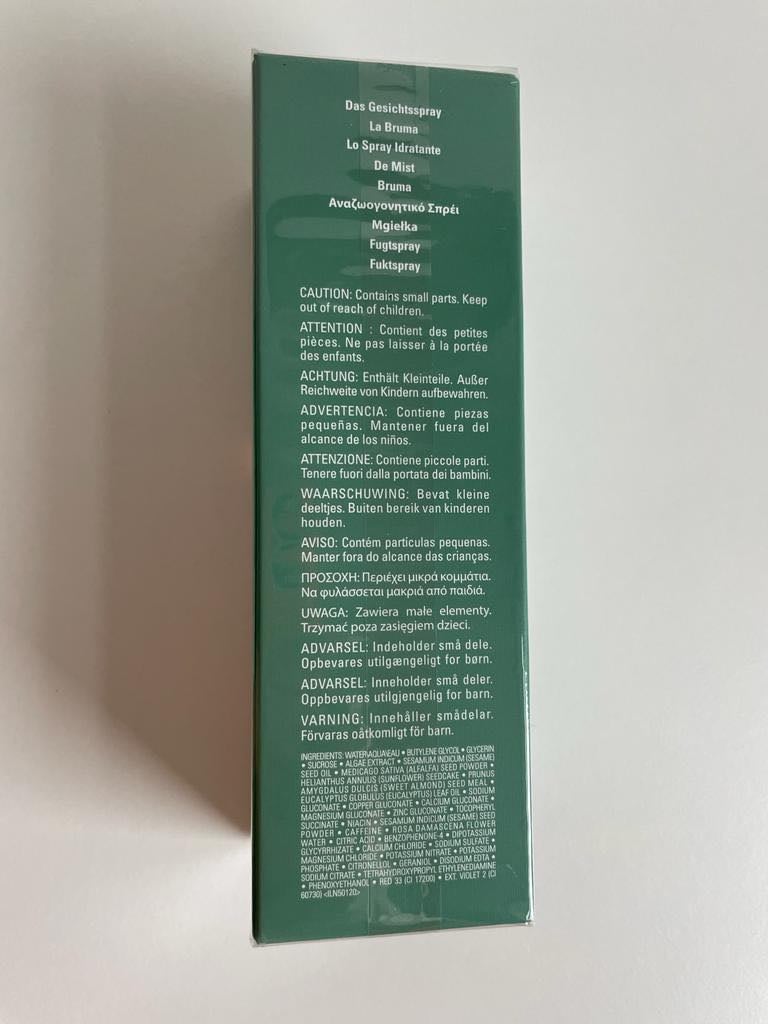 Das Gesichtsspray
La Bruma
Lo Spray Idratante
De Mist
Bruma
Αναζωογονητικό Σπρέι
Mgiełka
Fugtspray
Fuktspray
CAUTION: Contains small parts. Keep
out of reach of children.
ATTENTION : Contient des petites
pièces. Ne pas laisser à la portée
des enfants.
ACHTUNG: Enthält Kleinteile. Außer
Reichweite von Kindern aufbewahren.
ADVERTENCIA: Contiene piezas
pequeñas. Mantener fuera del
alcance de los niños.
ATTENZIONE: Contiene piccole parti.
Tenere fuori dalla portata dei bambini.
WAARSCHUWING: Bevat kleine
deeltjes. Buiten bereik van kinderen
houden.
AVISO: Contém partículas pequenas.
Manter fora do alcance das crianças.
ΠΡΟΣΟΧΗ: Περιέχει μικρά κομμάτια.
Να φυλάσσεται μακριά από παιδιά.
UWAGA: Zawiera małe elementy.
Trzymać poza zasięgiem dzieci.
ADVARSEL: Indeholder små dele.
Opbevares utilgængeligt for børn.
ADVARSEL: Inneholder små deler.
Oppbevares utilgjengelig for barn.
VARNING: Innehåller smådelar.
Förvaras oåtkomligt för barn.
INGREDIENTS: WATER\AQUA\EAU • BUTYLENE GLYCOL • GLYCERIN
• SUCROSE • ALGAE EXTRACT • SESAMUM INDICUM (SESAME)
SEED OIL • MEDICAGO SATIVA (ALFALFA) SEED POWDER •
HELIANTHUS ANNUUS (SUNFLOWER) SEEDCAKE • PRUNUS
AMYGDALUS DULCIS (SWEET ALMOND) SEED MEAL •
EUCALYPTUS GLOBULUS (EUCALYPTUS) LEAF OIL • SODIUM
GLUCONATE • COPPER GLUCONATE • CALCIUM GLUCONATE •
MAGNESIUM GLUCONATE • ZINC GLUCONATE • TOCOPHERYL
SUCCINATE • NIACIN • SESAMUM INDICUM (SESAME) SEED
POWDER • CAFFEINE • ROSA DAMASCENA FLOWER
WATER • CITRIC ACID • BENZOPHENONE-4 • DIPOTASSIUM
GLYCYRRHIZATE • CALCIUM CHLORIDE • SODIUM SULFATE •
MAGNESIUM CHLORIDE • POTASSIUM NITRATE • POTASSIUM
PHOSPHATE • CITRONELLOL • GERANIOL • DISODIUM EDTA •
SODIUM CITRATE • TETRAHYDROXYPROPYL ETHYLENEDIAMINE
• PHENOXYETHANOL • RED 33 (CI 17200) • EXT. VIOLET 2 (CI
60730) <ILN50120>